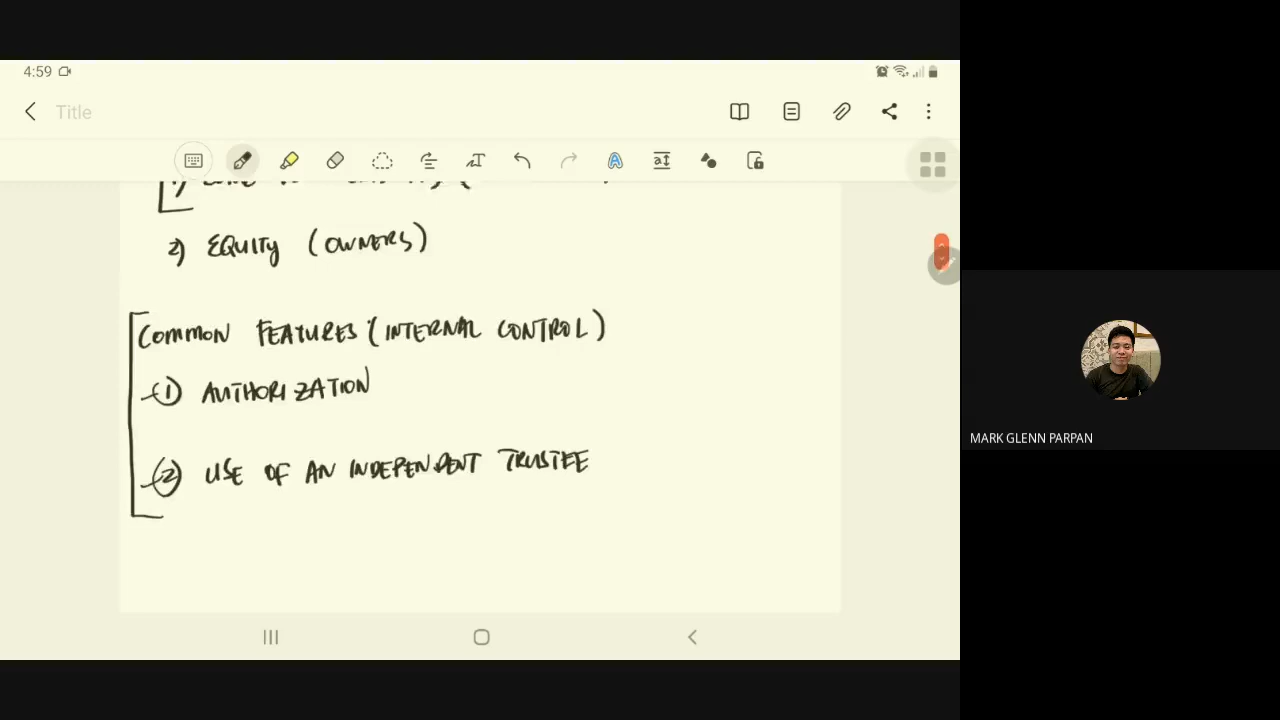 4:59
Title
2) EQUITY (OWNERS)
COMMON FEATURES (INTERNAL CONTROL)
1 AUTHORIZATION
2 USE OF AN INDEPENDENT TRUSTEE
MARK GLENN PARPAN